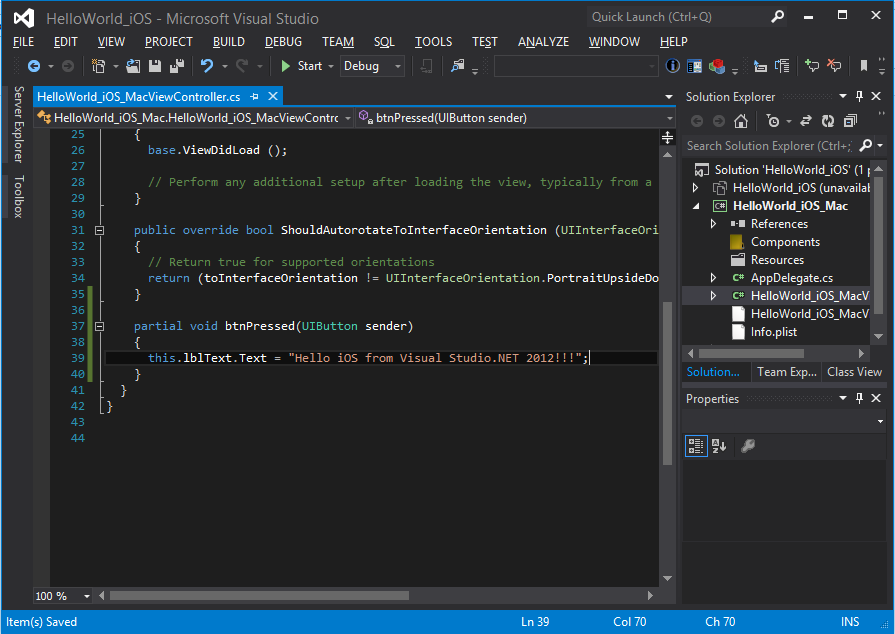 HelloWorld_iOS - Microsoft Visual Studio
Quick Launch (Ctrl+Q)
FILE EDIT VIEW PROJECT BUILD DEBUG TEAM SQL TOOLS TEST ANALYZE WINDOW HELP
Start Debug
Server Explorer
Toolbox
HelloWorld_iOS_MacViewController.cs
HelloWorld_iOS_Mac.HelloWorld_iOS_MacViewContro btnPressed(UIButton sender)
25 {
26 base.ViewDidLoad ();
27
28 // Perform any additional setup after loading the view, typically from a
29 }
30
31 public override bool ShouldAutorotateToInterfaceOrientation (UIInterfaceOri
32 {
33 // Return true for supported orientations
34 return (toInterfaceOrientation != UIInterfaceOrientation.PortraitUpsideDo
35 }
36
37 partial void btnPressed(UIButton sender)
38 {
39 this.lblText.Text = "Hello iOS from Visual Studio.NET 2012!!!";
40 }
41 }
42 }
43
44
100 %
Solution Explorer
Search Solution Explorer (Ctrl+;
Solution 'HelloWorld_iOS' (1 p
HelloWorld_iOS (unavailab
C# HelloWorld_iOS_Mac
References
Components
Resources
C# AppDelegate.cs
C# HelloWorld_iOS_MacV
HelloWorld_iOS_MacV
Info.plist
Solution... Team Exp... Class View
Properties
Item(s) Saved Ln 39 Col 70 Ch 70 INS